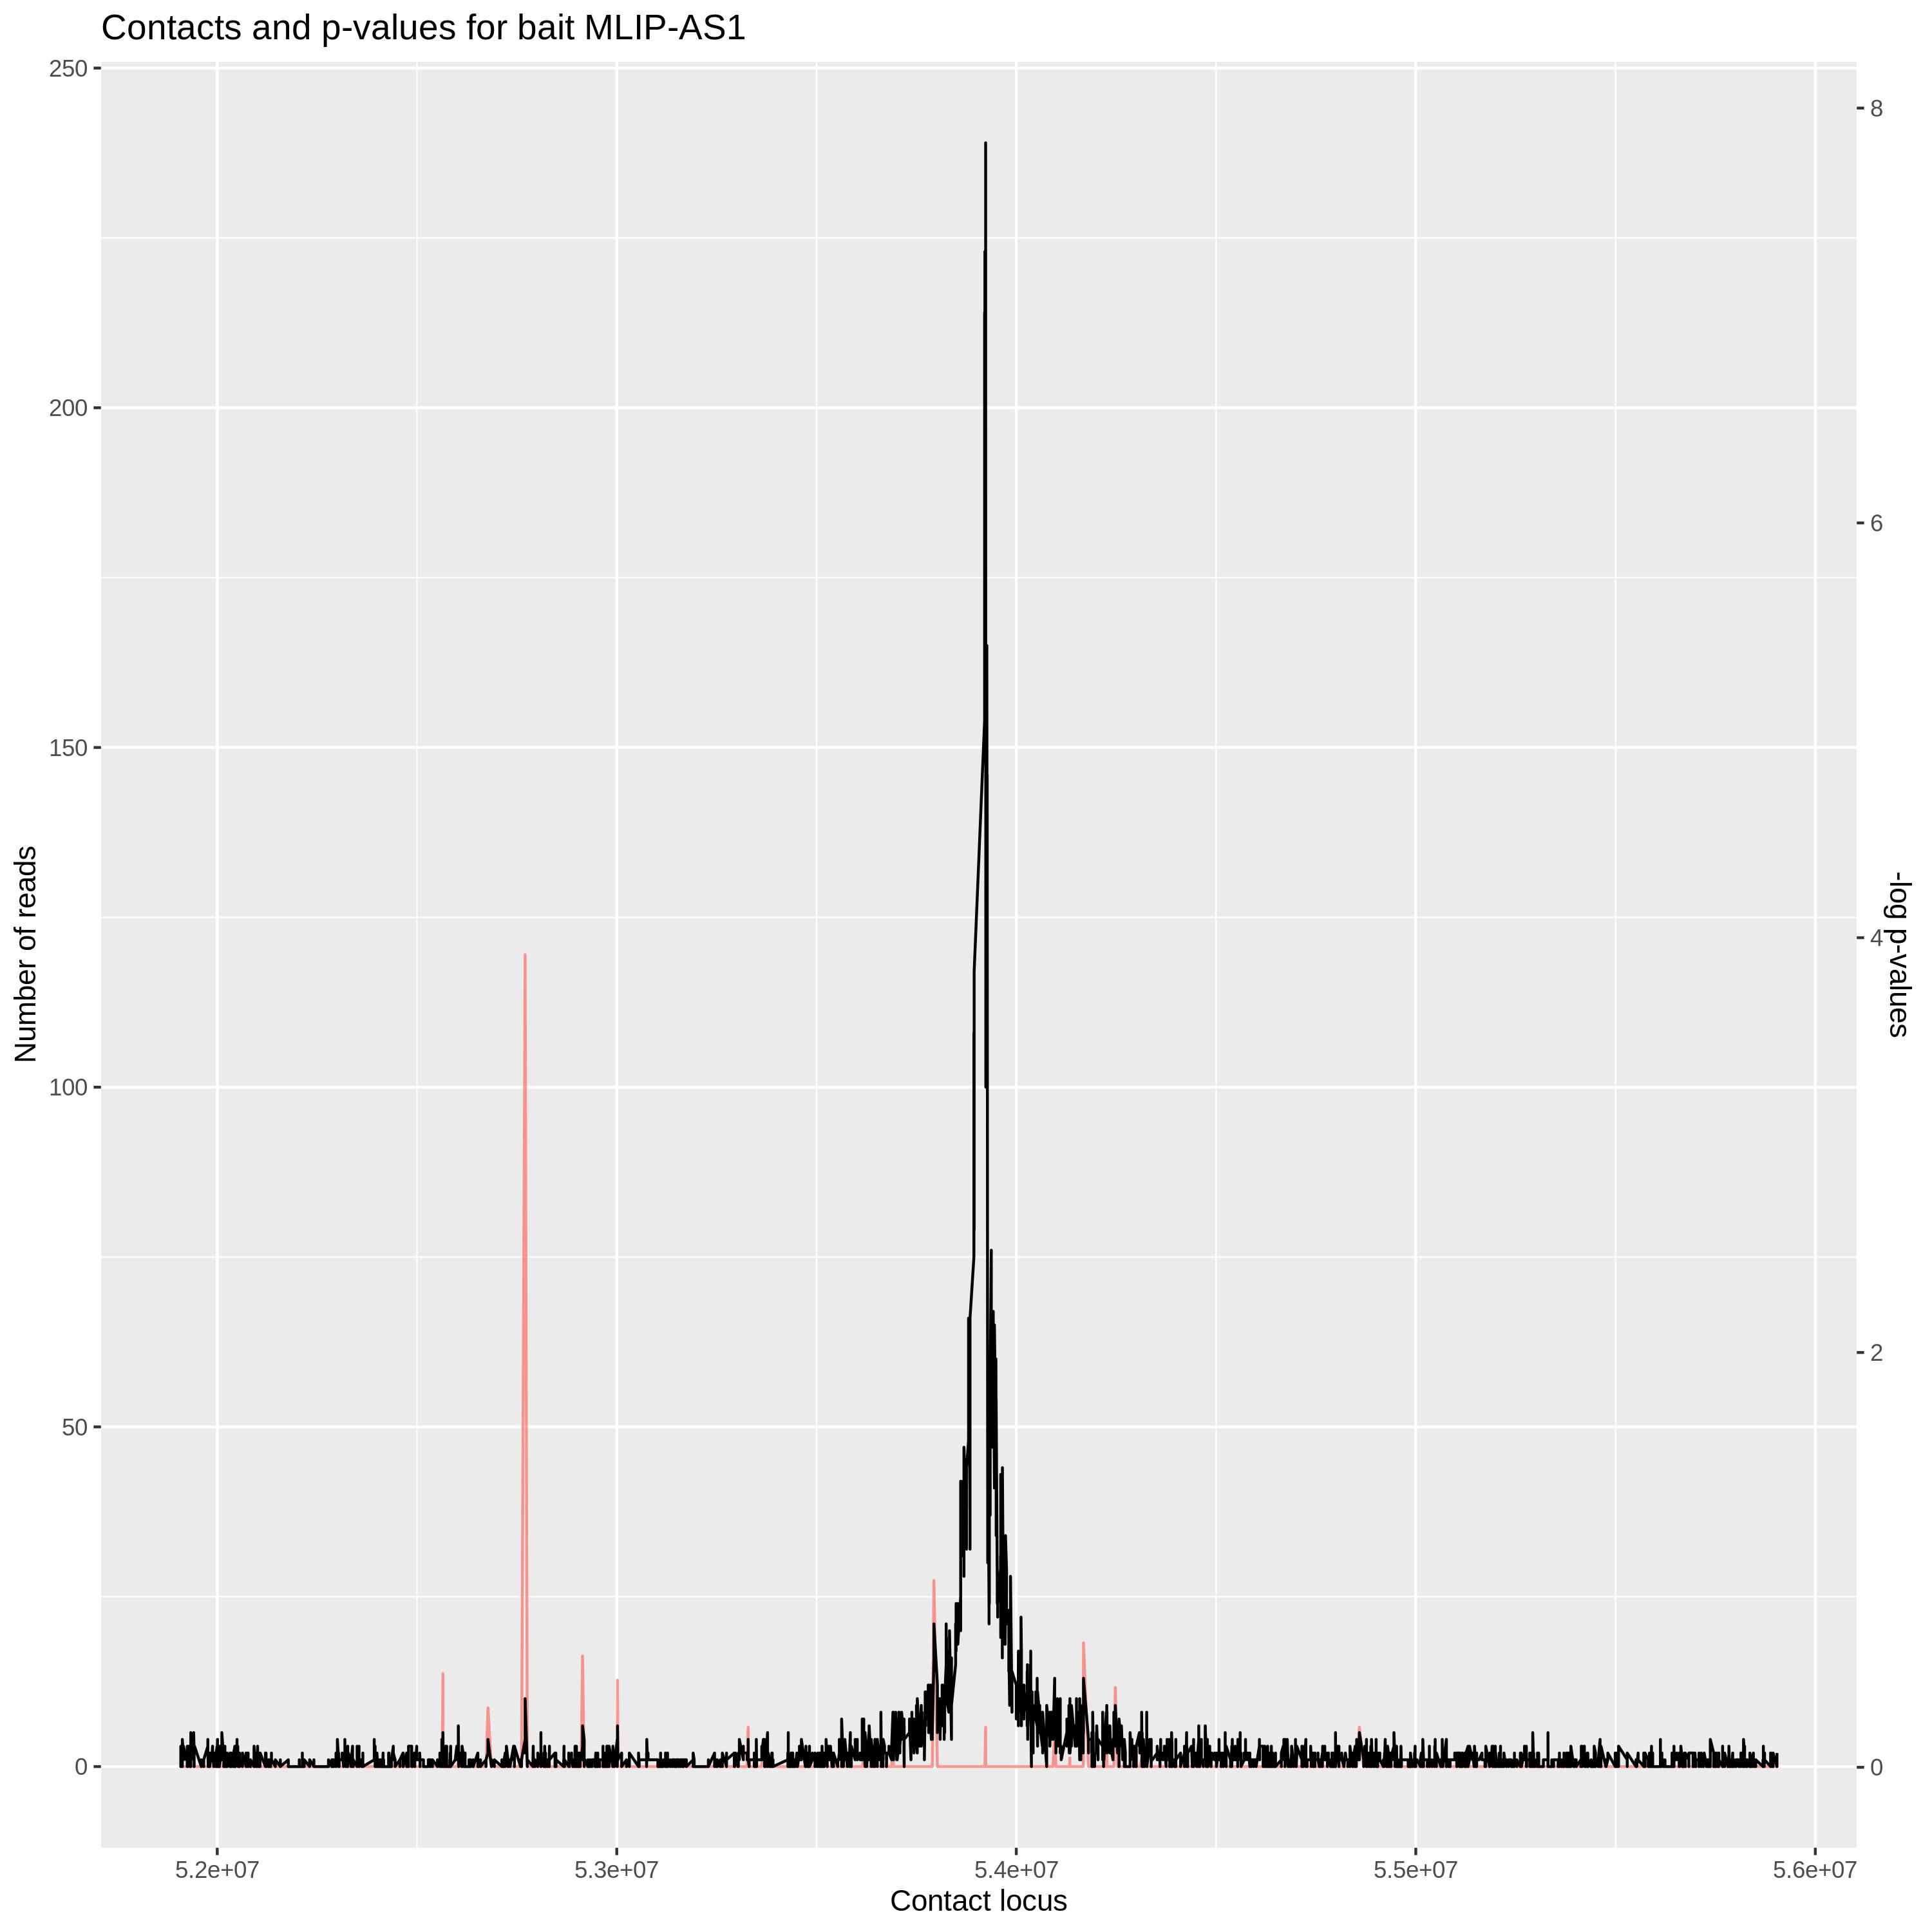 Contacts and p-values for bait MLIP-AS1
250
200
150
100
50
0
8
6
4
2
0
Number of reads
-log p-values
5.2e+07
5.3e+07
5.4e+07
5.5e+07
5.6e+07
Contact locus